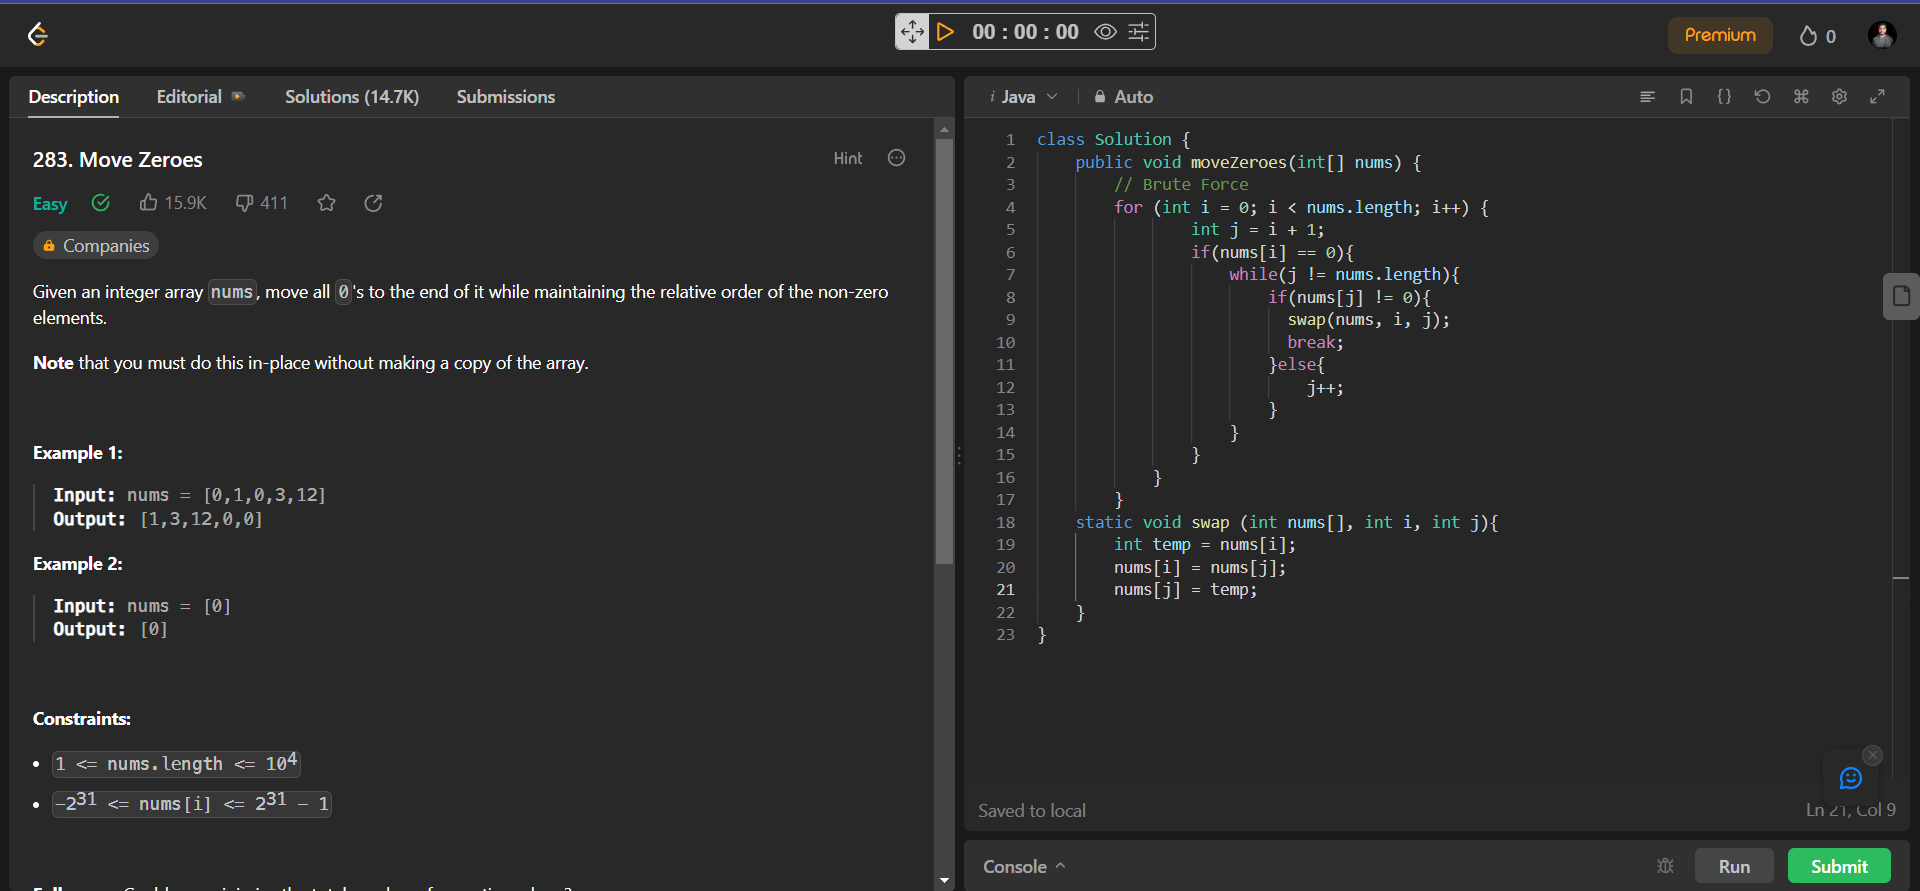 00 : 00 : 00
Premium
0
Description Editorial Solutions (14.7K) Submissions
283. Move Zeroes
Hint
Easy 15.9K 411
Companies
Given an integer array nums, move all 0's to the end of it while maintaining the relative order of the non-zero
elements.
Note that you must do this in-place without making a copy of the array.
Example 1:
Input: nums = [0,1,0,3,12]
Output: [1,3,12,0,0]
Example 2:
Input: nums = [0]
Output: [0]
Constraints:
• 1 <= nums.length <= 10⁴
• -2³¹ <= nums[i] <= 2³¹ - 1
i Java Auto
1 class Solution {
2 public void moveZeroes(int[] nums) {
3 // Brute Force
4 for (int i = 0; i < nums.length; i++) {
5 int j = i + 1;
6 if(nums[i] == 0){
7 while(j != nums.length){
8 if(nums[j] != 0){
9 swap(nums, i, j);
10 break;
11 }else{
12 j++;
13 }
14 }
15 }
16 }
17 }
18 static void swap (int nums[], int i, int j){
19 int temp = nums[i];
20 nums[i] = nums[j];
21 nums[j] = temp;
22 }
23 }
Saved to local
Ln 21, Col 9
Console
Run
Submit